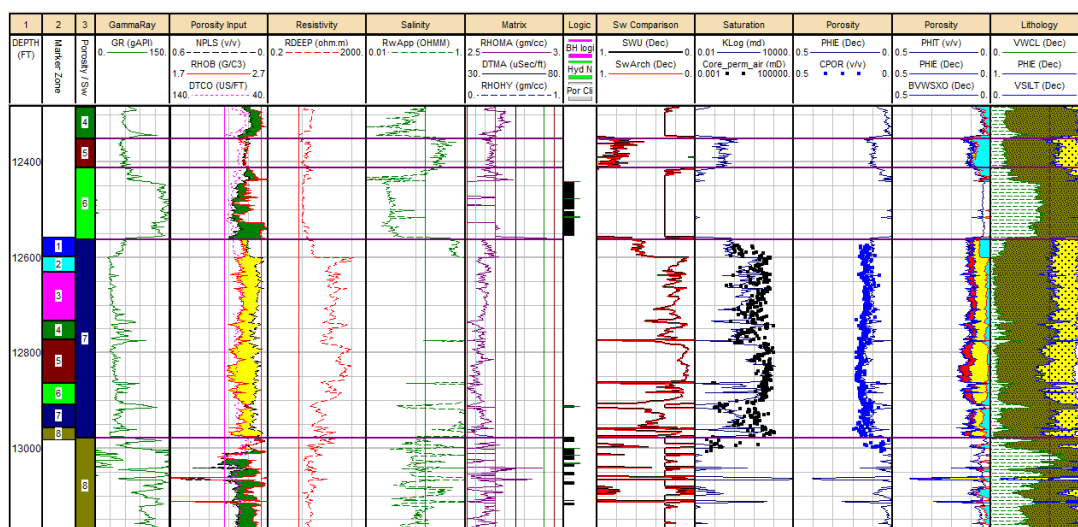 1 2 3 GammaRay Porosity Input Resistivity Salinity Matrix Logic Sw Comparison Saturation Porosity Porosity Lithology
DEPTH (FT)
Marker Zone
Porosity / Sw
GR (gAPI)
0. 150.
NPLS (v/v)
0.6 0.
RHOB (G/C3)
1.7 2.7
DTCO (US/FT)
140. 40.
RDEEP (ohm.m)
0.2 2000.
RwApp (OHMM)
0.01 1.
RHOMA (gm/cc)
2.5 3.
DTMA (uSec/ft)
30. 80.
RHOHY (gm/cc)
0. 1.
BH logi
Hyd N
Por Cli
SWU (Dec)
1. 0.
SwArch (Dec)
1. 0.
KLog (md)
0.01 10000.
Core_perm_air (mD)
0.001 100000.
PHIE (Dec)
0.5 0.
CPOR (v/v)
0.5 0.
PHIT (v/v)
0.5 0.
PHIE (Dec)
0.5 0.
BVWSXO (Dec)
0.5 0.
VWCL (Dec)
0. 1.
PHIE (Dec)
1. 0.
VSILT (Dec)
0. 1.
4
5
12400
6
1
12600
2
3
4
7
12800
5
6
7
8
13000
8